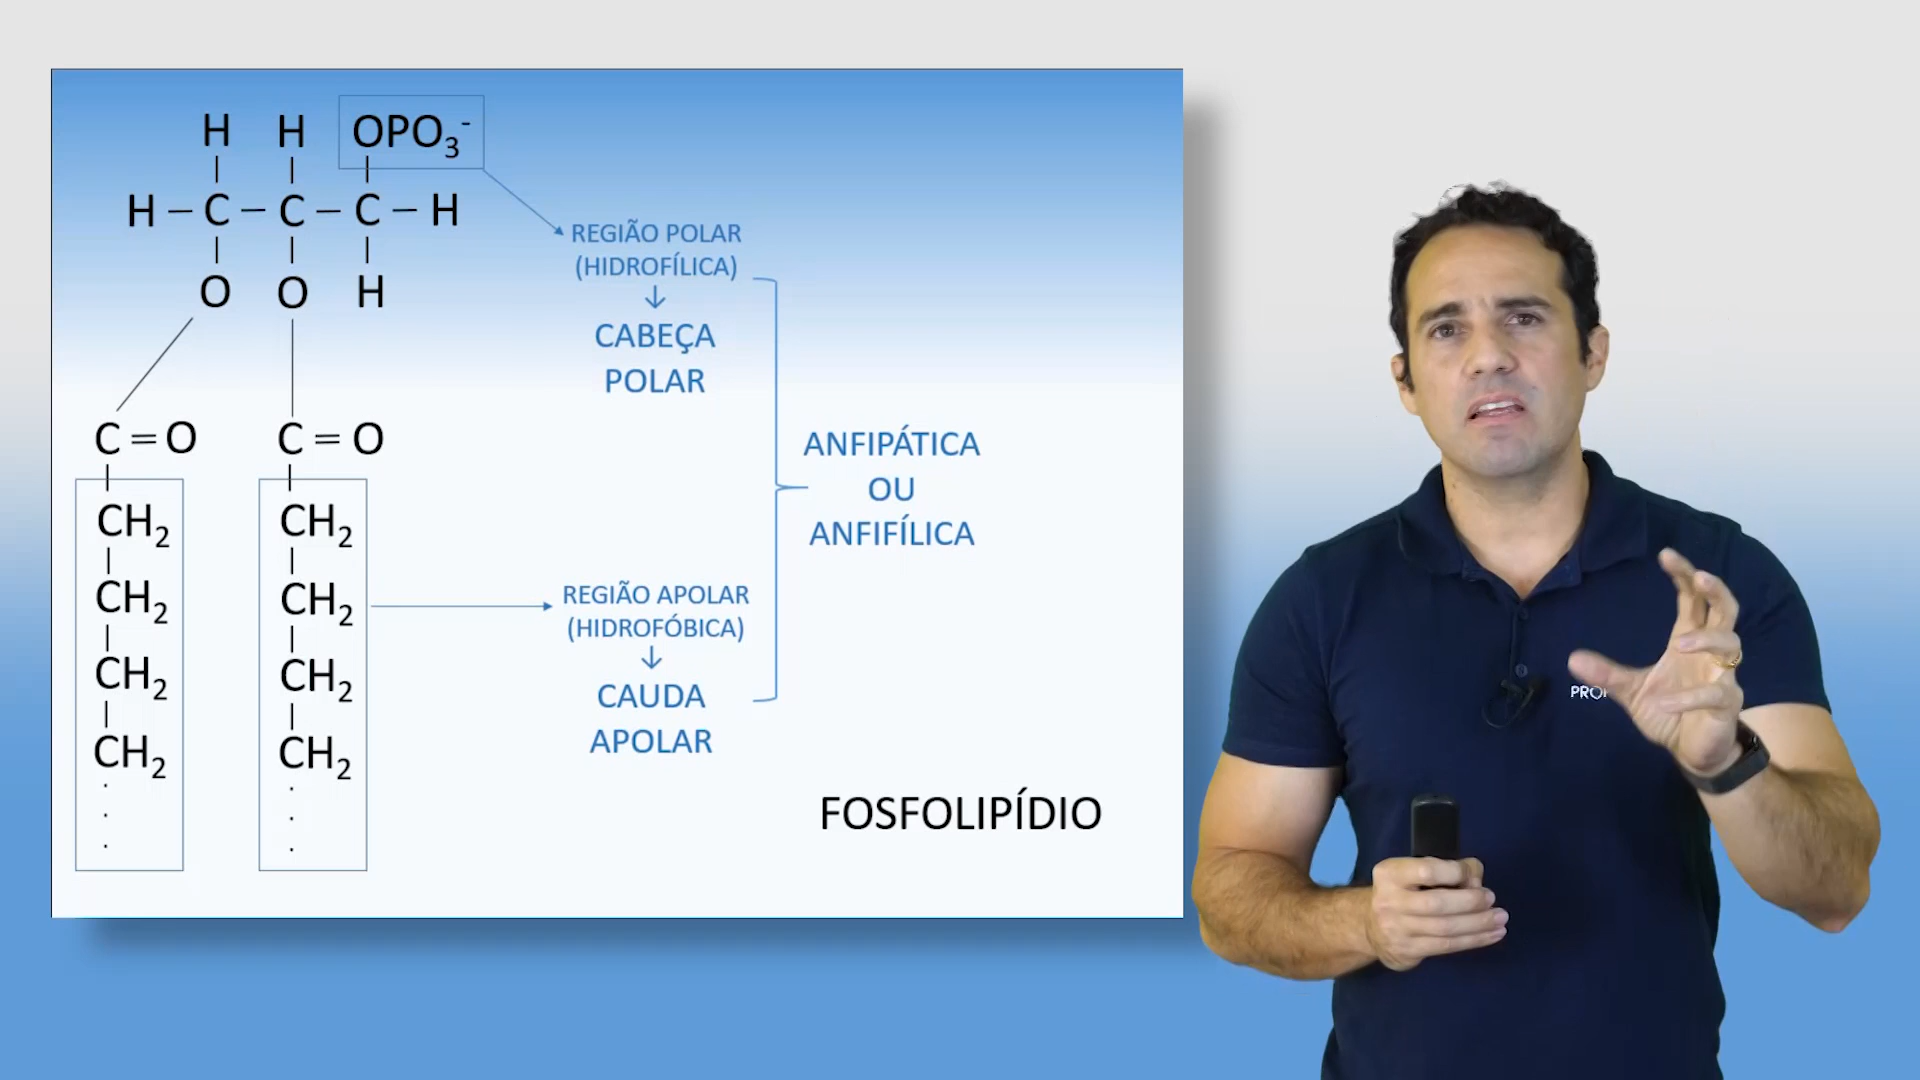 H H OPO₃⁻
H – C – C – C – H
O O H
C = O C = O
CH₂ CH₂
CH₂ CH₂
CH₂ CH₂
CH₂ CH₂
REGIÃO POLAR
(HIDROFÍLICA)
↓
CABEÇA
POLAR
REGIÃO APOLAR
(HIDROFÓBICA)
↓
CAUDA
APOLAR
ANFIPÁTICA
OU
ANFIFÍLICA
FOSFOLIPÍDIO